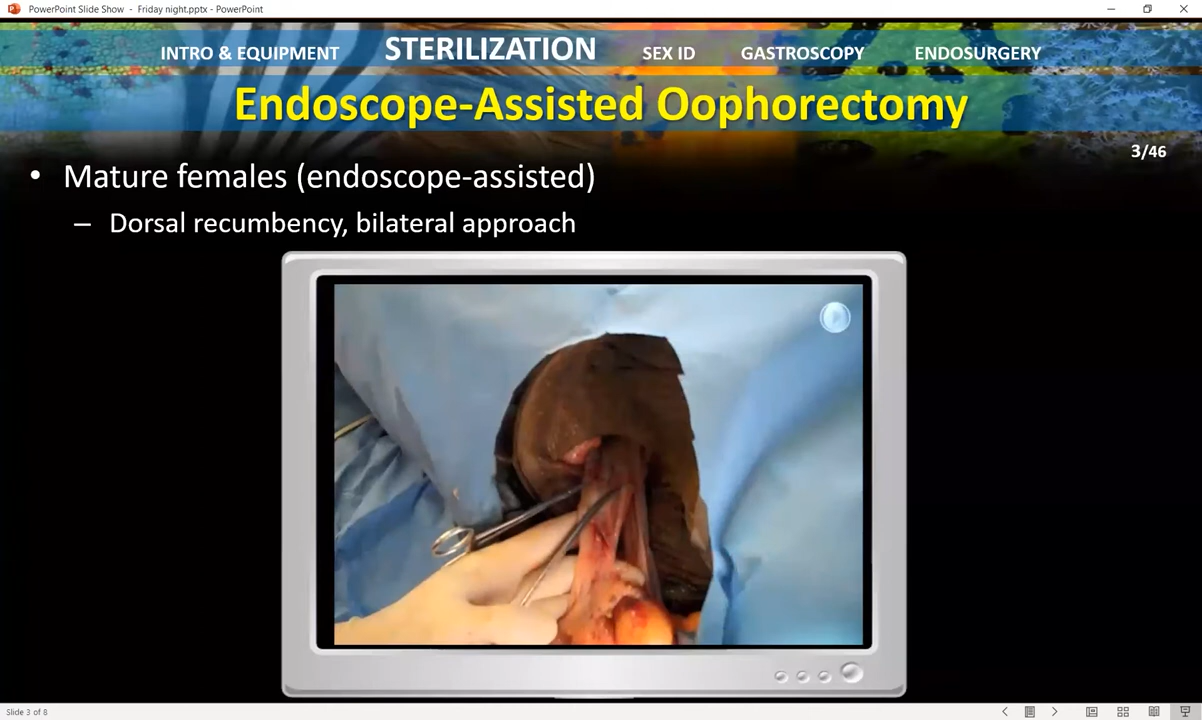 PowerPoint Slide Show - Friday night.pptx - PowerPoint
INTRO & EQUIPMENT STERILIZATION SEX ID GASTROSCOPY ENDOSURGERY
Endoscope-Assisted Oophorectomy
3/46
• Mature females (endoscope-assisted)
– Dorsal recumbency, bilateral approach
Slide 3 of 8